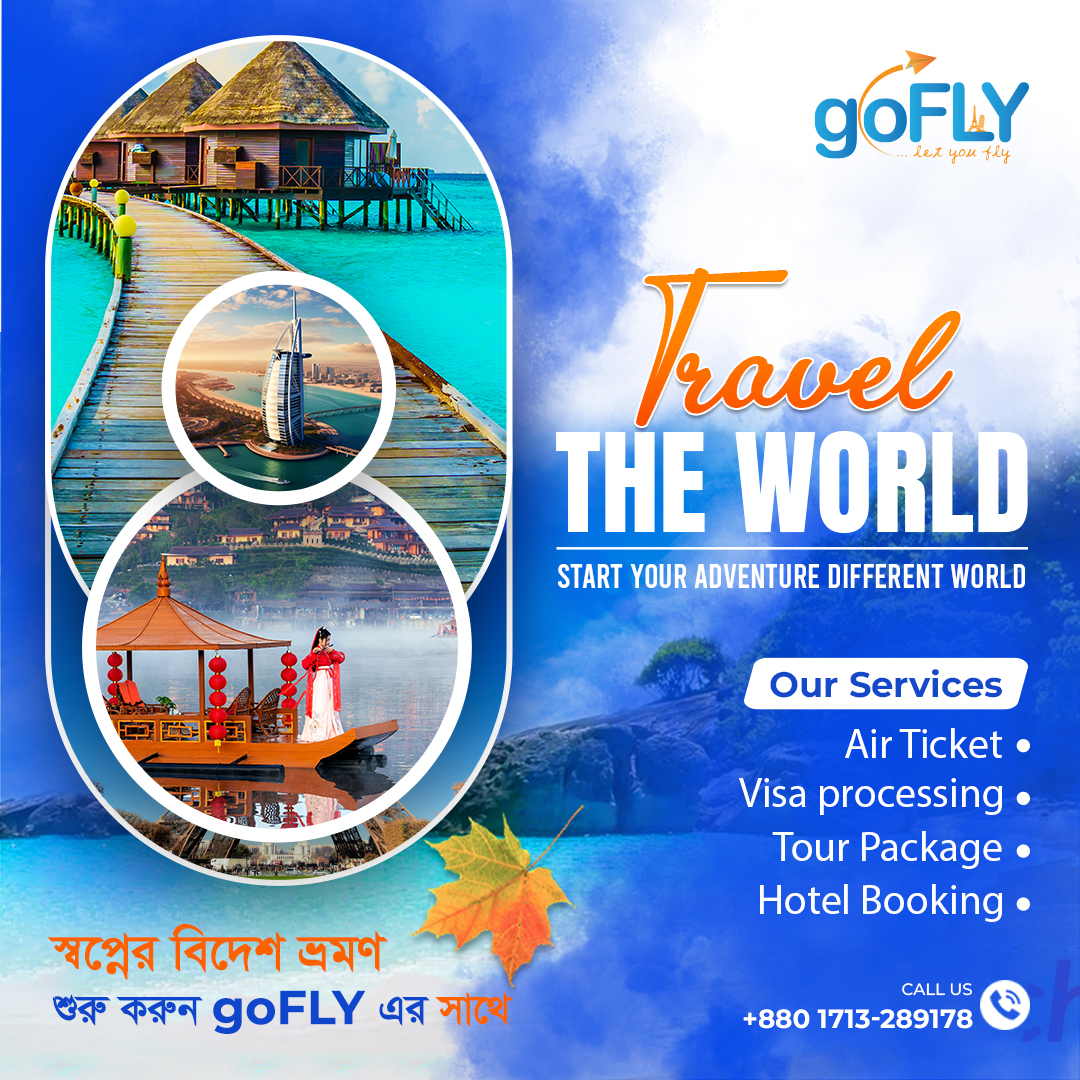 goFLY
... let you fly
Travel
THE WORLD
START YOUR ADVENTURE DIFFERENT WORLD
Our Services
Air Ticket •
Visa processing •
Tour Package •
Hotel Booking •
স্বপ্নের বিদেশ ভ্রমণ
শুরু করুন goFLY এর সাথে
CALL US
+880 1713-289178
ch